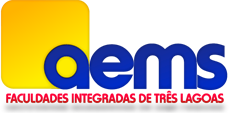 aems
FACULDADES INTEGRADAS DE TRÊS LAGOAS